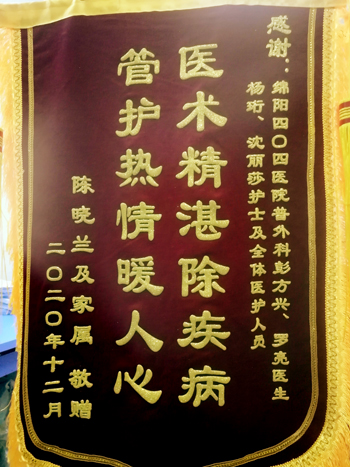 感谢：绵阳四〇四医院普外科彭方兴、罗亮医生
杨珩、沈丽莎护士及全体医护人员
医术精湛除疾病
管护热情暖人心
陈晓兰及家属 敬赠
二〇二〇年十二月